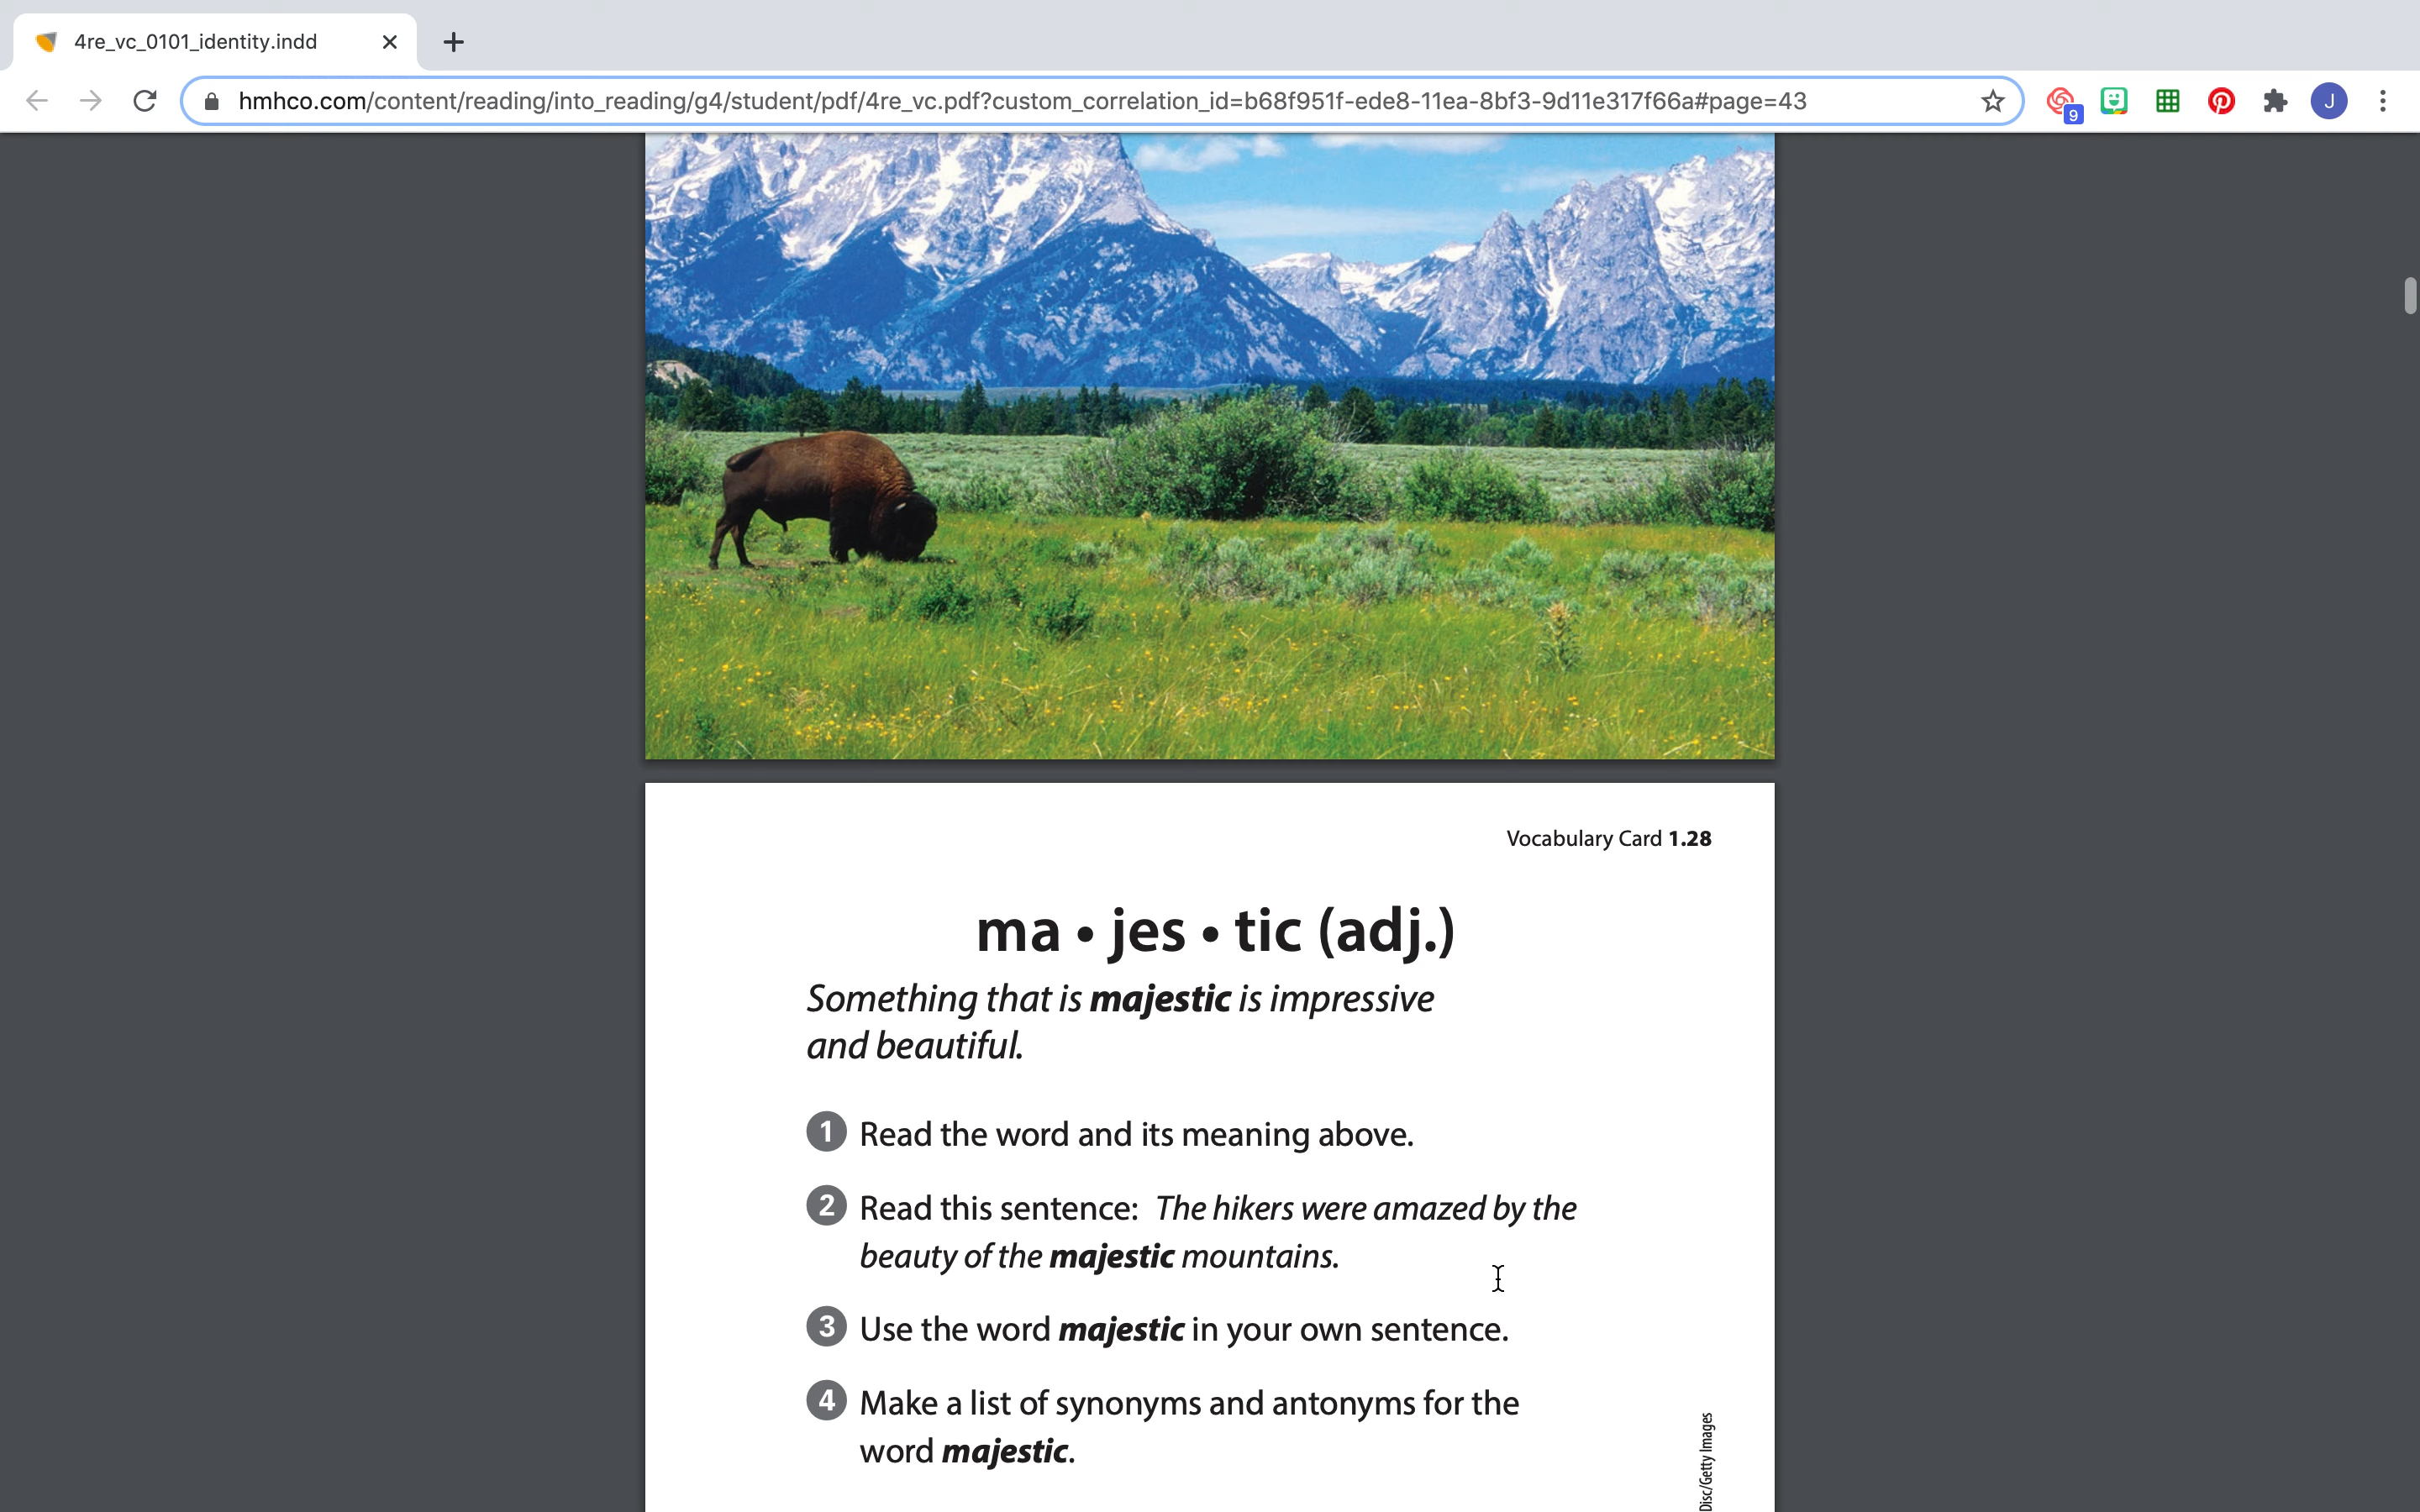 4re_vc_0101_identity.indd
hmhco.com/content/reading/into_reading/g4/student/pdf/4re_vc.pdf?custom_correlation_id=b68f951f-ede8-11ea-8bf3-9d11e317f66a#page=43
9
J
Vocabulary Card 1.28
ma • jes • tic (adj.)
Something that is majestic is impressive
and beautiful.
1 Read the word and its meaning above.
2 Read this sentence: The hikers were amazed by the
beauty of the majestic mountains.
3 Use the word majestic in your own sentence.
4 Make a list of synonyms and antonyms for the
word majestic.
Disc/Getty Images